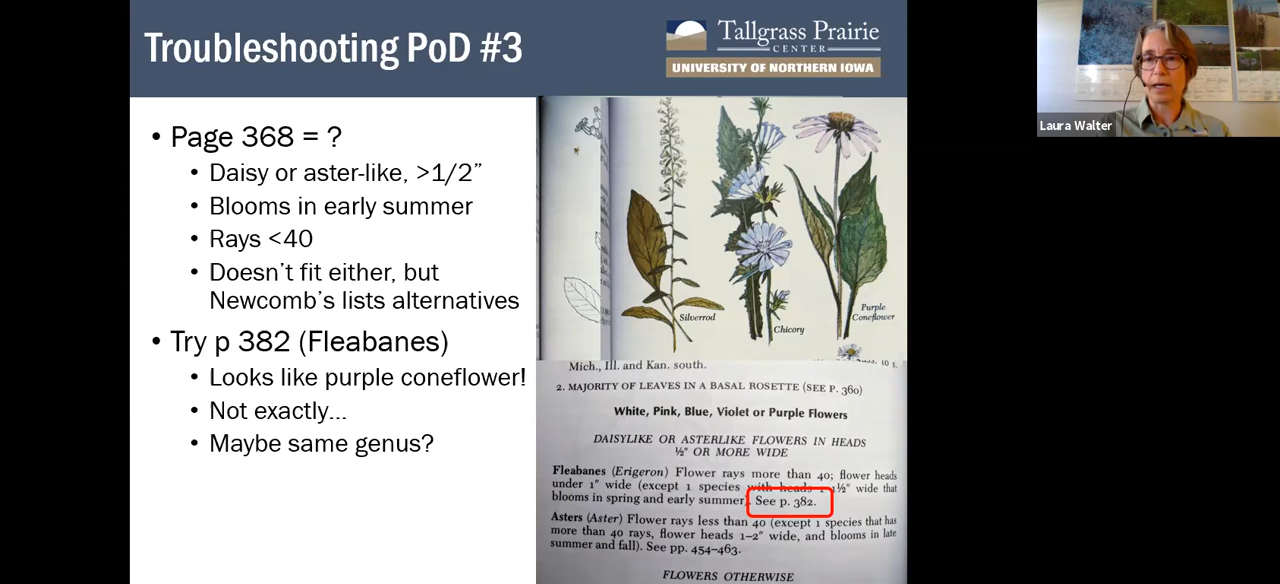 Troubleshooting PoD #3
Tallgrass Prairie
CENTER
UNIVERSITY OF NORTHERN IOWA
• Page 368 = ?
• Daisy or aster-like, >1/2”
• Blooms in early summer
• Rays <40
• Doesn’t fit either, but
Newcomb’s lists alternatives
• Try p 382 (Fleabanes)
• Looks like purple coneflower!
• Not exactly…
• Maybe same genus?
Silverrod
Chicory
Purple
Coneflower
Mich., Ill. and Kan. south.
2. MAJORITY OF LEAVES IN A BASAL ROSETTE (SEE P. 360)
White, Pink, Blue, Violet or Purple Flowers
DAISYLIKE OR ASTERLIKE FLOWERS IN HEADS
½" OR MORE WIDE
Fleabanes (Erigeron) Flower rays more than 40; flower heads
under 1" wide (except 1 species with heads 1-1½" wide that
blooms in spring and early summer). See p. 382.
Asters (Aster) Flower rays less than 40 (except 1 species that has
more than 40 rays, flower heads 1–2" wide, and blooms in late
summer and fall). See pp. 454–463.
FLOWERS OTHERWISE
Laura Walter